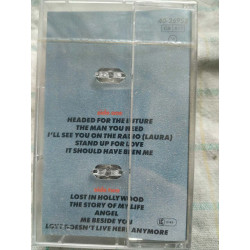 HEADED FOR THE FUTURE
THE MAN YOU NEED
I'LL SEE YOU ON THE RADIO (LAURA)
STAND UP FOR LOVE
IT SHOULD HAVE BEEN ME
LOST IN HOLLYWOOD
THE STORY OF MY LIFE
ANGEL
ME BESIDE YOU
LOVE DOESN'T LIVE HERE ANYMORE